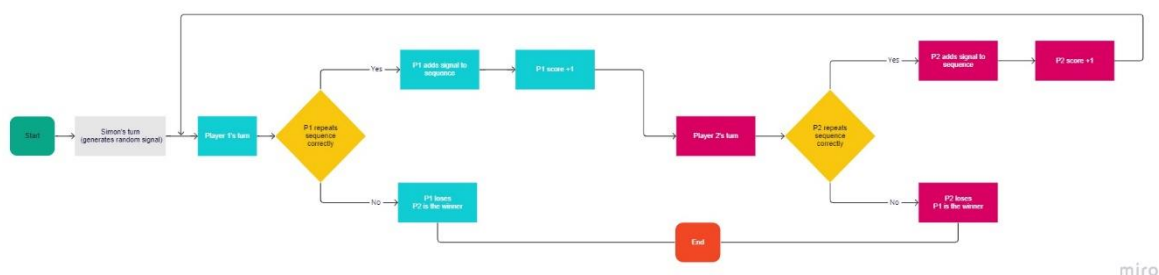 Start
Simon's turn
(generates random signal)
Player 1's turn
P1 repeats
sequence
correctly
Yes
P1 adds signal to
sequence
P1 score +1
No
P1 loses
P2 is the winner
Player 2's turn
P2 repeats
sequence
correctly
Yes
P2 adds signal to
sequence
P2 score +1
No
P2 loses
P1 is the winner
End
miro